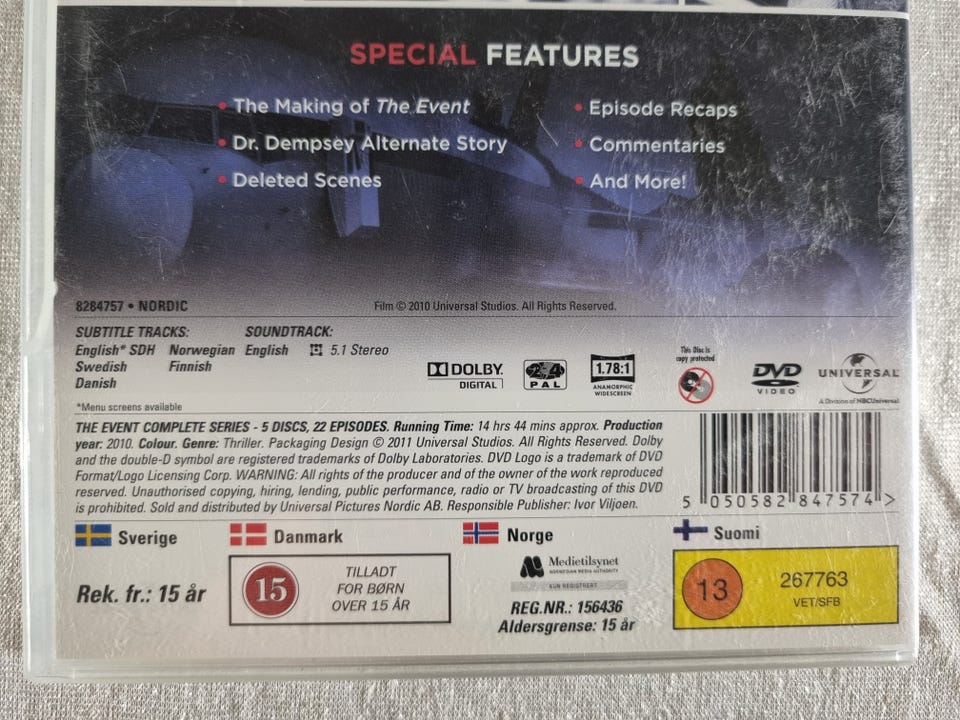 SPECIAL FEATURES
• The Making of The Event
• Dr. Dempsey Alternate Story
• Deleted Scenes
• Episode Recaps
• Commentaries
• And More!
8284757 • NORDIC
Film © 2010 Universal Studios. All Rights Reserved.
SUBTITLE TRACKS:
English* SDH Norwegian
Swedish Finnish
Danish
SOUNDTRACK:
English 5.1 Stereo
*Menu screens available
DOLBY
DIGITAL
2 4
PAL
1.78:1
ANAMORPHIC
WIDESCREEN
This Disc is
copy protected
DVD
VIDEO
UNIVERSAL
A Division of NBCUniversal
THE EVENT COMPLETE SERIES - 5 DISCS, 22 EPISODES. Running Time: 14 hrs 44 mins approx. Production
year: 2010. Colour. Genre: Thriller. Packaging Design © 2011 Universal Studios. All Rights Reserved. Dolby
and the double-D symbol are registered trademarks of Dolby Laboratories. DVD Logo is a trademark of DVD
Format/Logo Licensing Corp. WARNING: All rights of the producer and of the owner of the work reproduced
reserved. Unauthorised copying, hiring, lending, public performance, radio or TV broadcasting of this DVD
is prohibited. Sold and distributed by Universal Pictures Nordic AB. Responsible Publisher: Ivor Viljoen.
5 050582 847574 >
Sverige
Rek. fr.: 15 år
Danmark
15
TILLADT
FOR BØRN
OVER 15 ÅR
Norge
Medietilsynet
NORWEGIAN MEDIA AUTHORITY
KUN REGISTRERT
REG.NR.: 156436
Aldersgrense: 15 år
Suomi
13
267763
VET/SFB